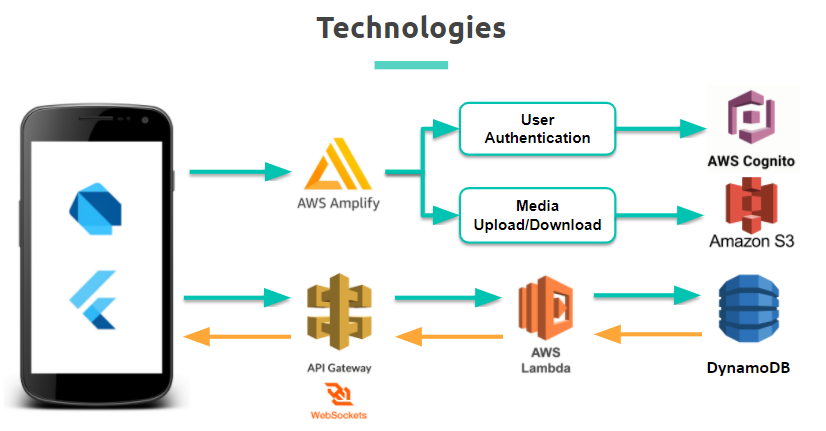 Technologies
User
Authentication
AWS Cognito
AWS Amplify
Media
Upload/Download
Amazon S3
API Gateway
AWS
Lambda
DynamoDB
WebSockets